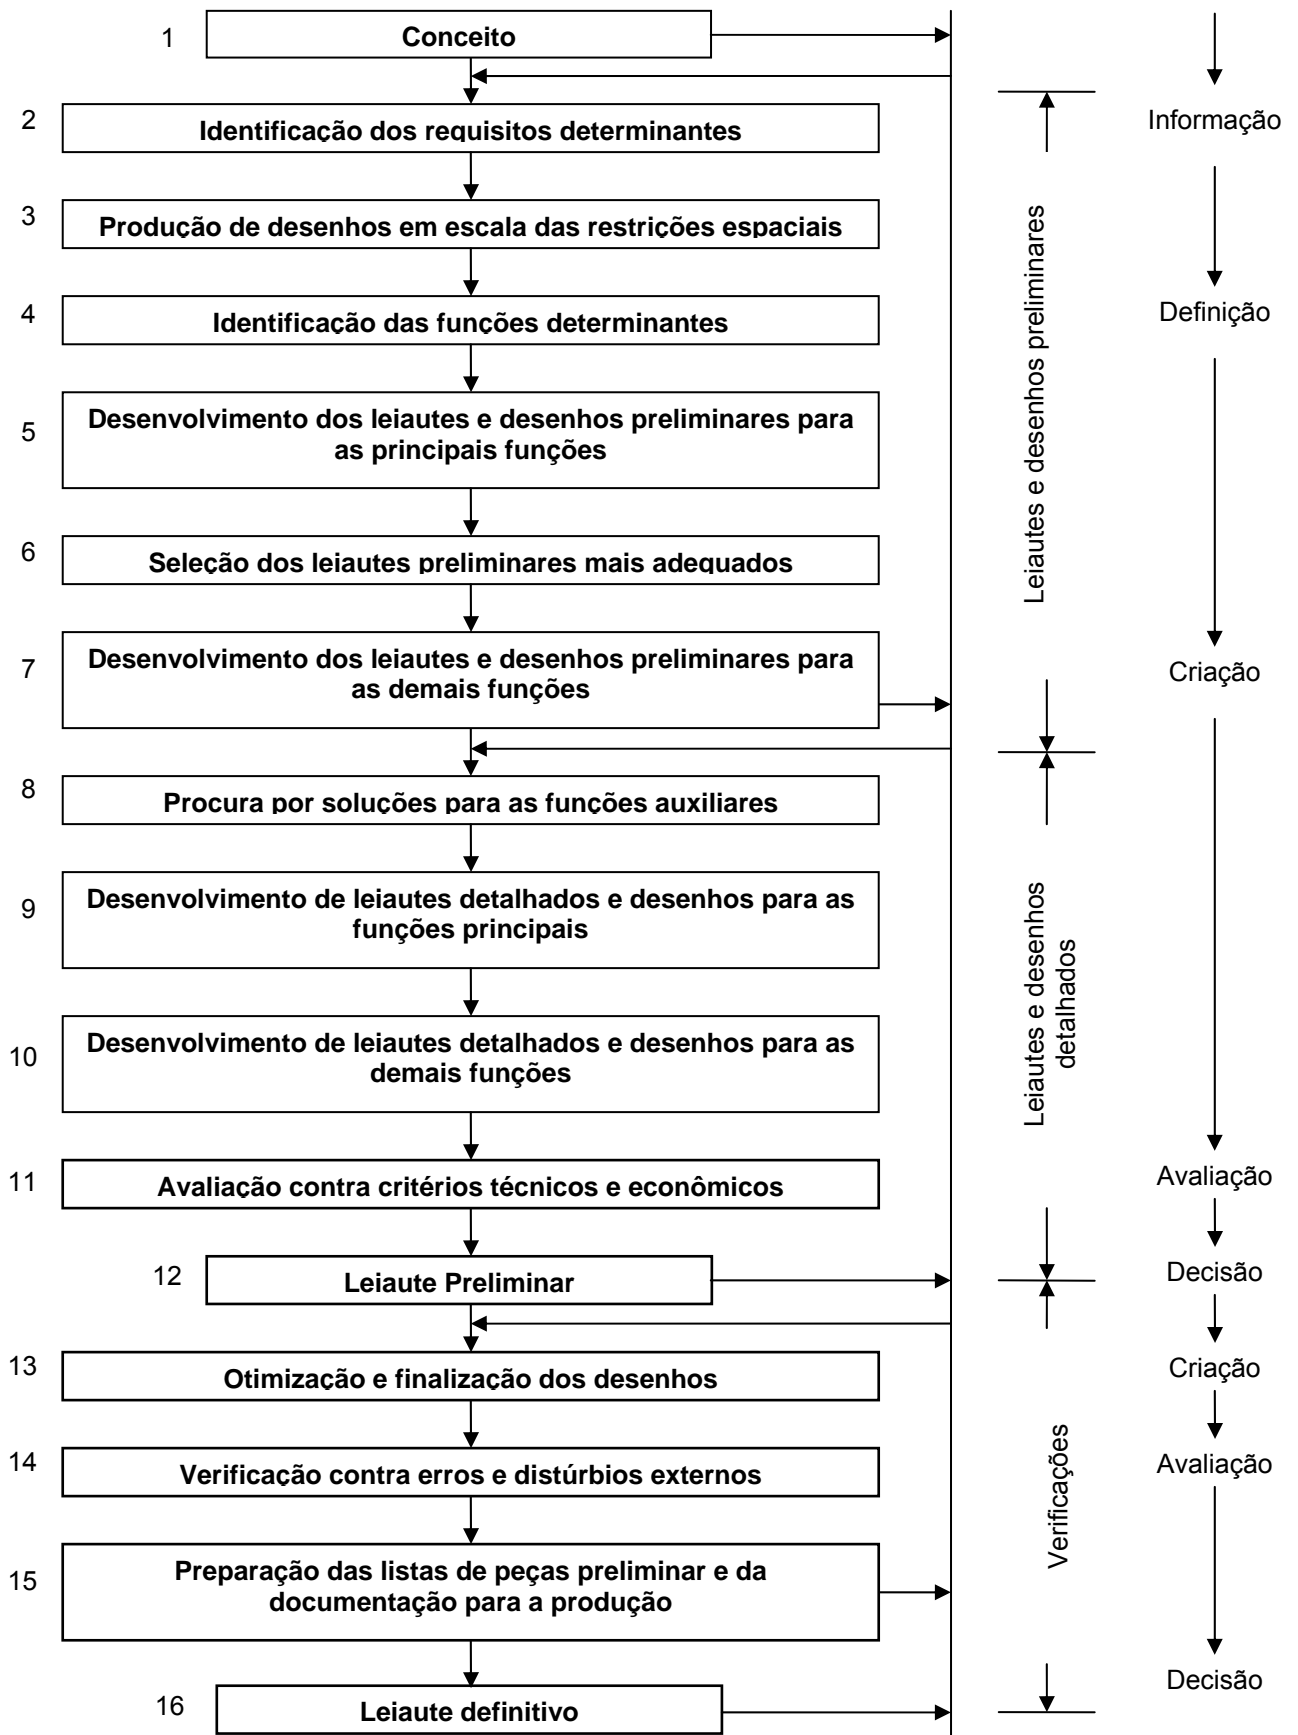 1
Conceito
2
Identificação dos requisitos determinantes
Informação
3
Produção de desenhos em escala das restrições espaciais
4
Identificação das funções determinantes
Definição
Leiautes e desenhos preliminares
5
Desenvolvimento dos leiautes e desenhos preliminares para
as principais funções
6
Seleção dos leiautes preliminares mais adequados
7
Desenvolvimento dos leiautes e desenhos preliminares para
as demais funções
Criação
8
Procura por soluções para as funções auxiliares
9
Desenvolvimento de leiautes detalhados e desenhos para as
funções principais
Leiautes e desenhos
detalhados
10
Desenvolvimento de leiautes detalhados e desenhos para as
demais funções
11
Avaliação contra critérios técnicos e econômicos
Avaliação
12
Leiaute Preliminar
Decisão
13
Otimização e finalização dos desenhos
Criação
14
Verificação contra erros e distúrbios externos
Avaliação
Verificações
15
Preparação das listas de peças preliminar e da
documentação para a produção
16
Leiaute definitivo
Decisão